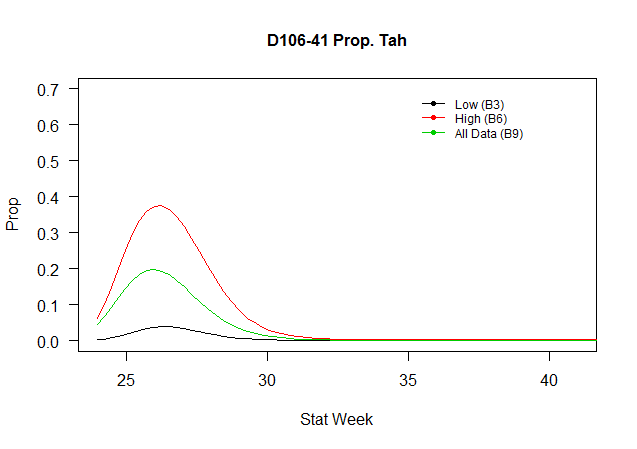 D106-41 Prop. Tah
0.7
0.6
0.5
0.4
0.3
0.2
0.1
0.0
Prop
Low (B3)
High (B6)
All Data (B9)
25 30 35 40
Stat Week